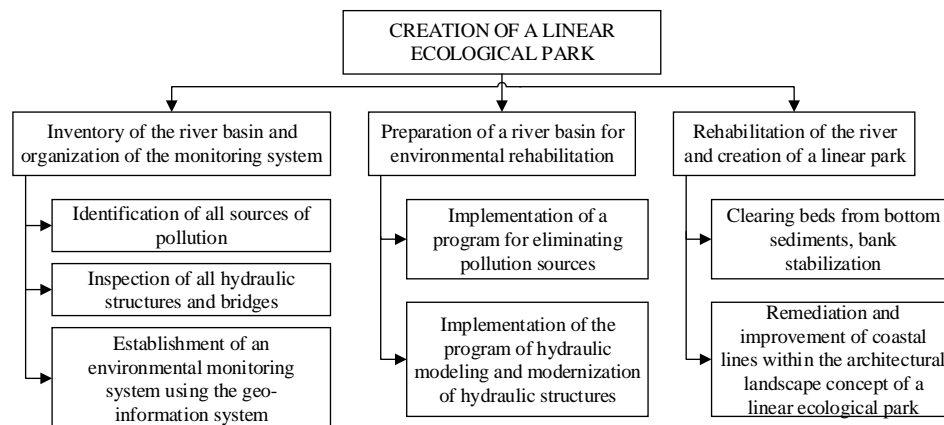 CREATION OF A LINEAR
ECOLOGICAL PARK
Inventory of the river basin and
organization of the monitoring system
Identification of all sources of
pollution
Inspection of all hydraulic
structures and bridges
Establishment of an
environmental monitoring
system using the geo-
information system
Preparation of a river basin for
environmental rehabilitation
Implementation of a
program for eliminating
pollution sources
Implementation of the
program of hydraulic
modeling and modernization
of hydraulic structures
Rehabilitation of the river
and creation of a linear park
Clearing beds from bottom
sediments, bank
stabilization
Remediation and
improvement of coastal
lines within the architectural
landscape concept of a
linear ecological park